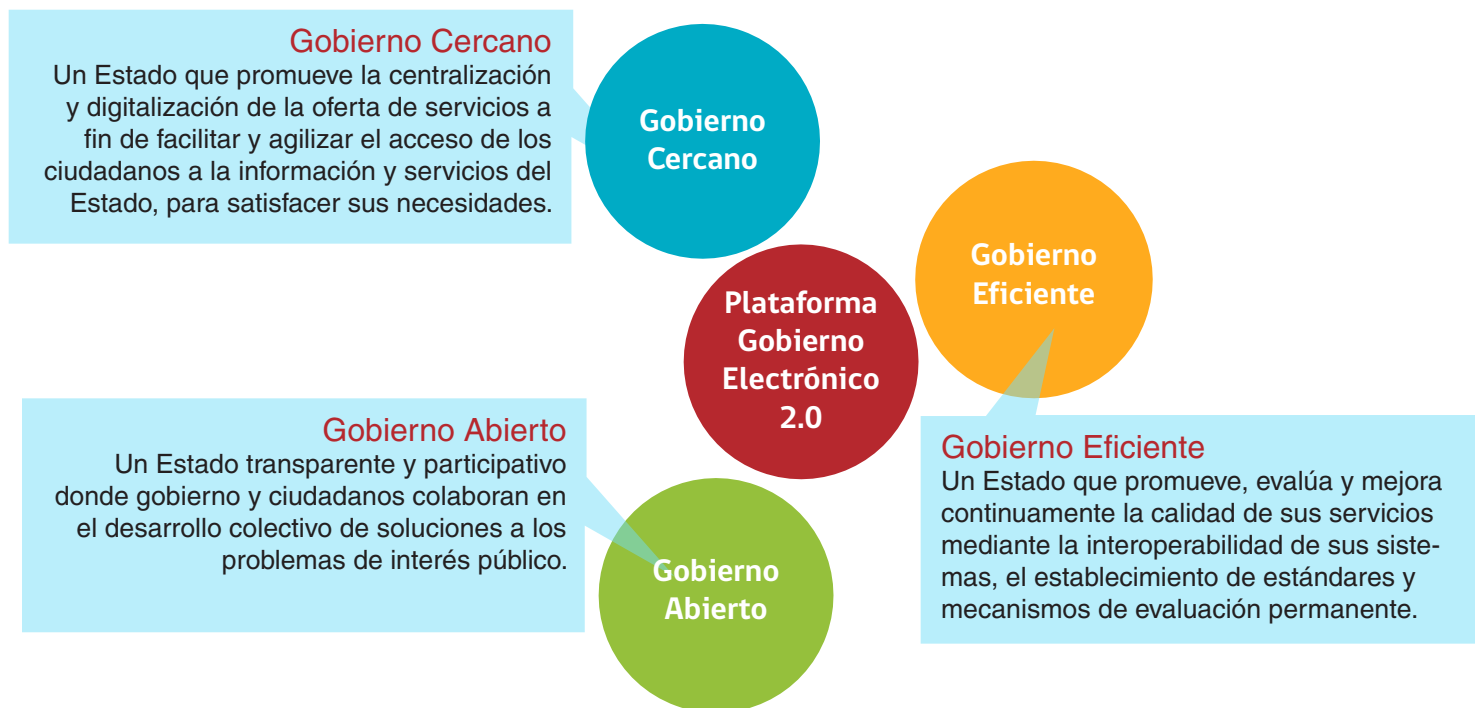 Gobierno Cercano
Un Estado que promueve la centralización
y digitalización de la oferta de servicios a
fin de facilitar y agilizar el acceso de los
ciudadanos a la información y servicios del
Estado, para satisfacer sus necesidades.
Gobierno
Cercano
Gobierno
Eficiente
Plataforma
Gobierno
Electrónico
2.0
Gobierno Abierto
Un Estado transparente y participativo
donde gobierno y ciudadanos colaboran en
el desarrollo colectivo de soluciones a los
problemas de interés público.
Gobierno
Abierto
Gobierno Eficiente
Un Estado que promueve, evalúa y mejora
continuamente la calidad de sus servicios
mediante la interoperabilidad de sus siste-
mas, el establecimiento de estándares y
mecanismos de evaluación permanente.